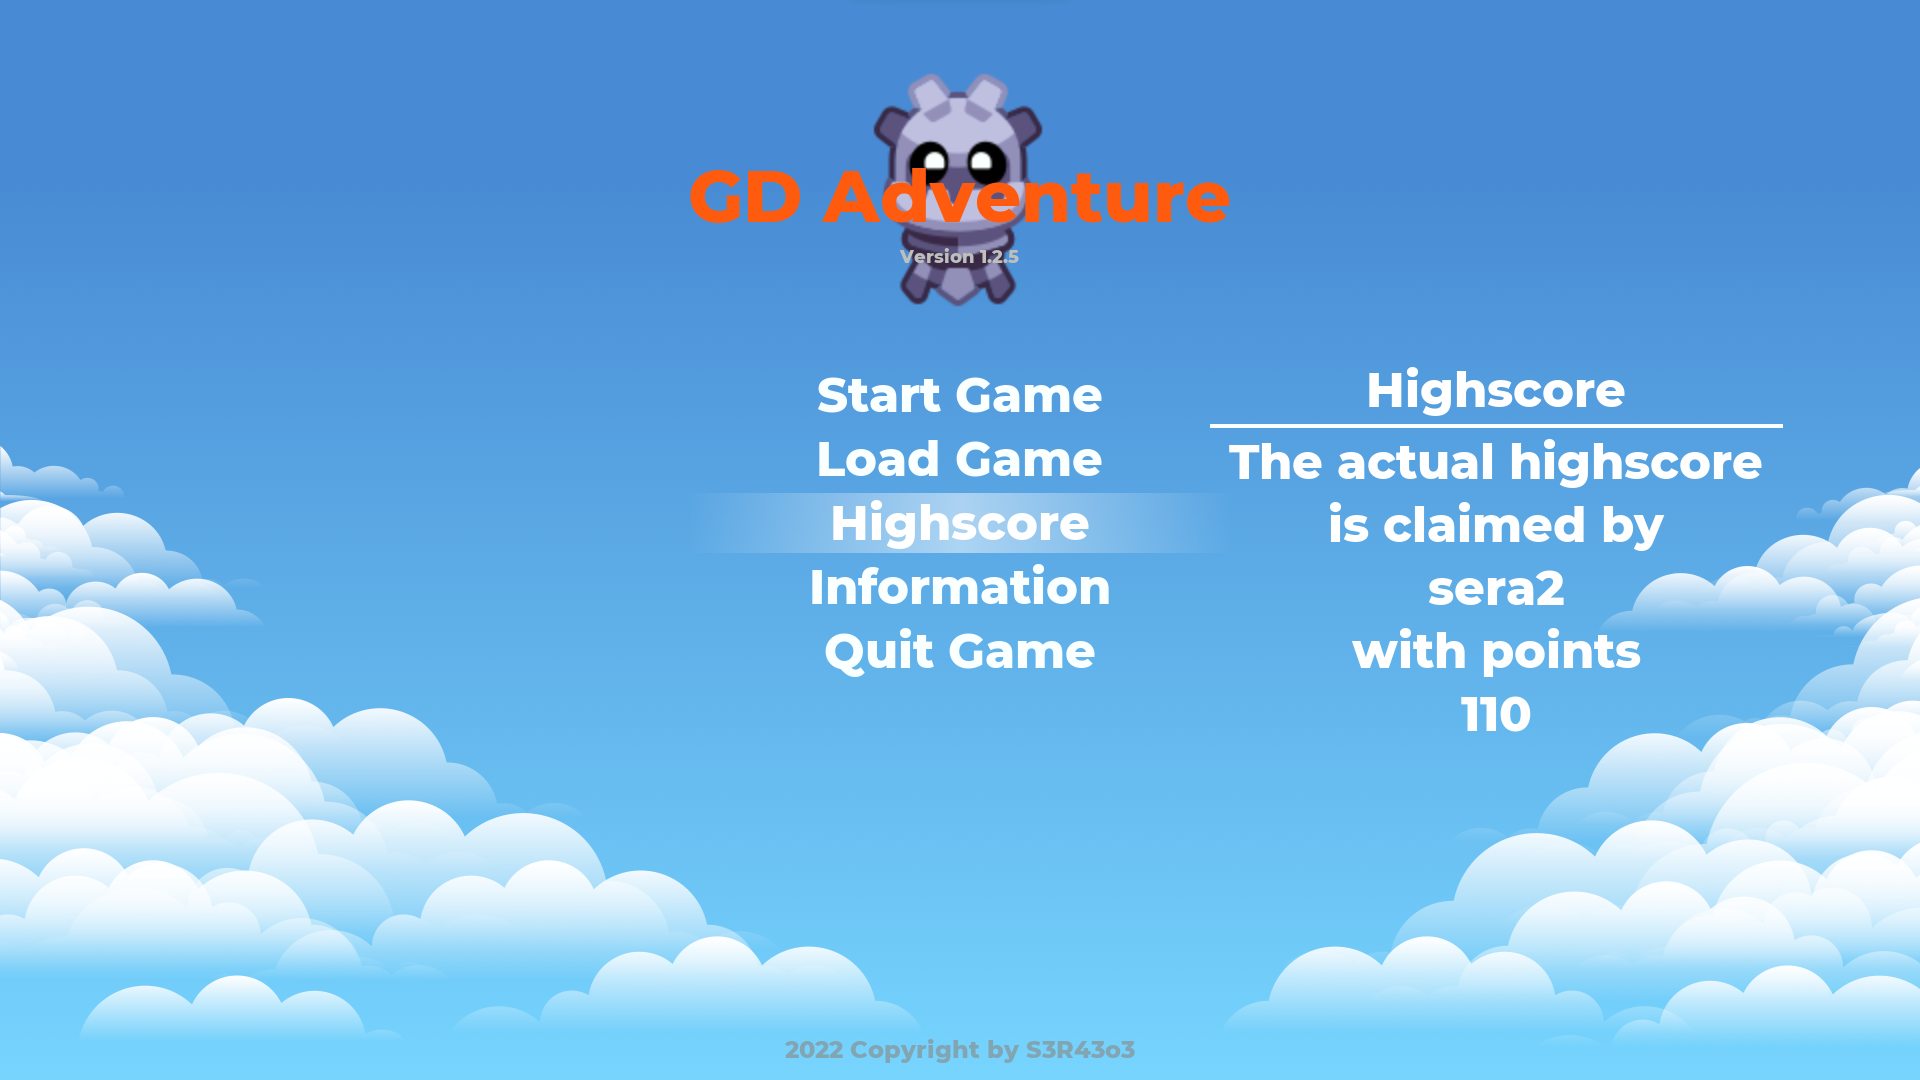 GD Adventure
Version 1.2.5
Start Game
Load Game
Highscore
Information
Quit Game
Highscore
The actual highscore
is claimed by
sera2
with points
110
2022 Copyright by S3R43o3